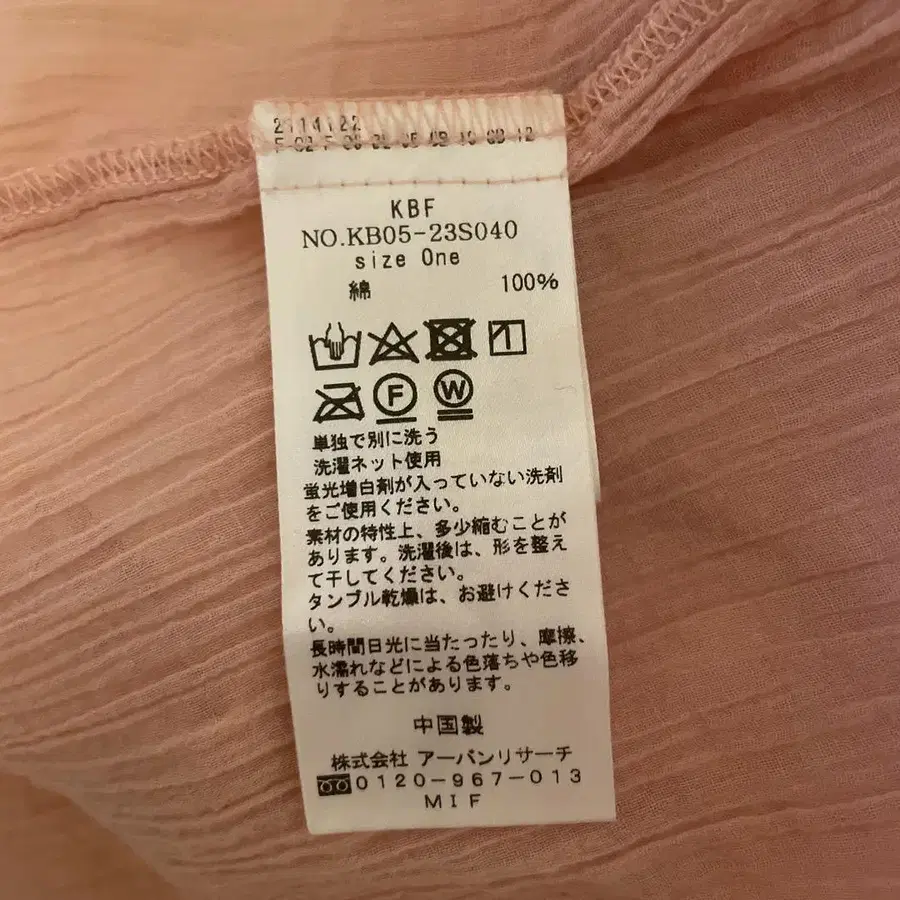 2114122
KBF
NO.KB05-23S040
size One
綿 100%
F
W
単独で別に洗う
洗濯ネット使用
蛍光増白剤が入っていない洗剤
をご使用ください。
素材の特性上、多少縮むことが
あります。洗濯後は、形を整え
て干してください。
タンブル乾燥は、お避けくださ
い。
長時間日光に当たったり、摩擦、
水濡れなどによる色落ちや色移
りすることがあります。
中国製
株式会社 アーバンリサーチ
0120-967-013
MIF